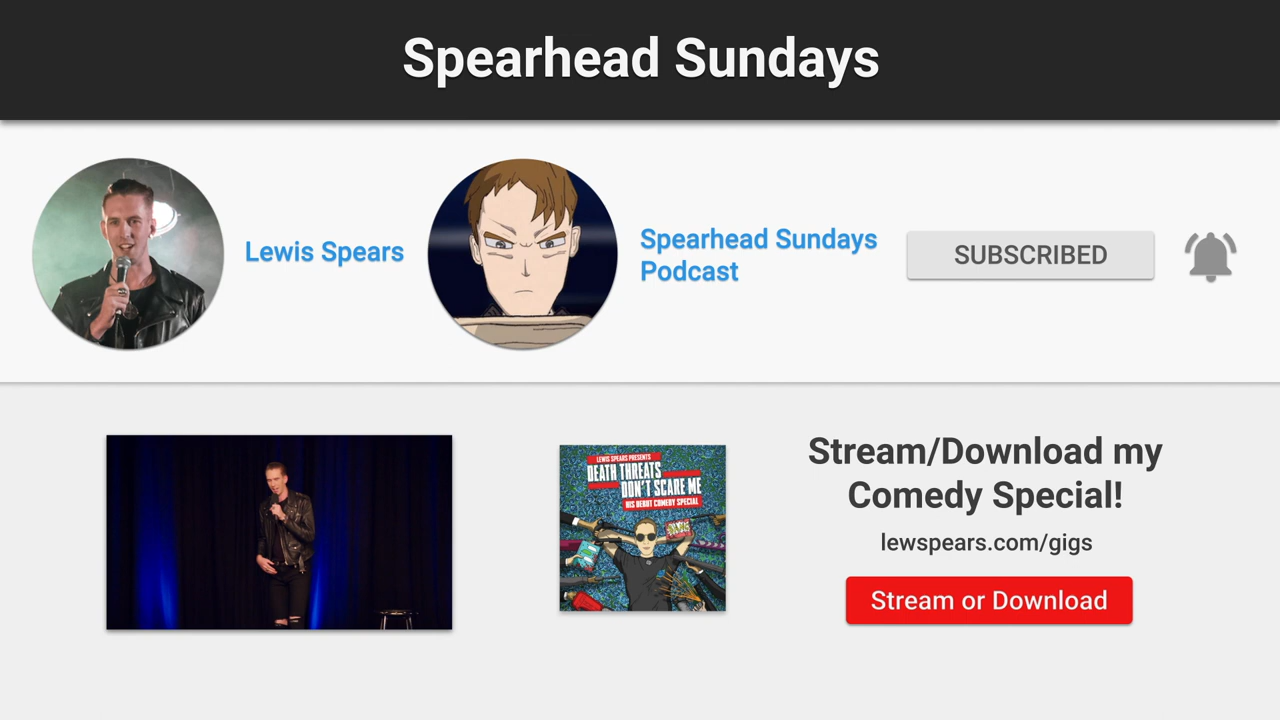 Spearhead Sundays
Lewis Spears
Spearhead Sundays
Podcast
SUBSCRIBED
LEWIS SPEARS PRESENTS
DEATH THREATS
DON'T SCARE ME
HIS DEBUT COMEDY SPECIAL
Stream/Download my
Comedy Special!
lewspears.com/gigs
Stream or Download